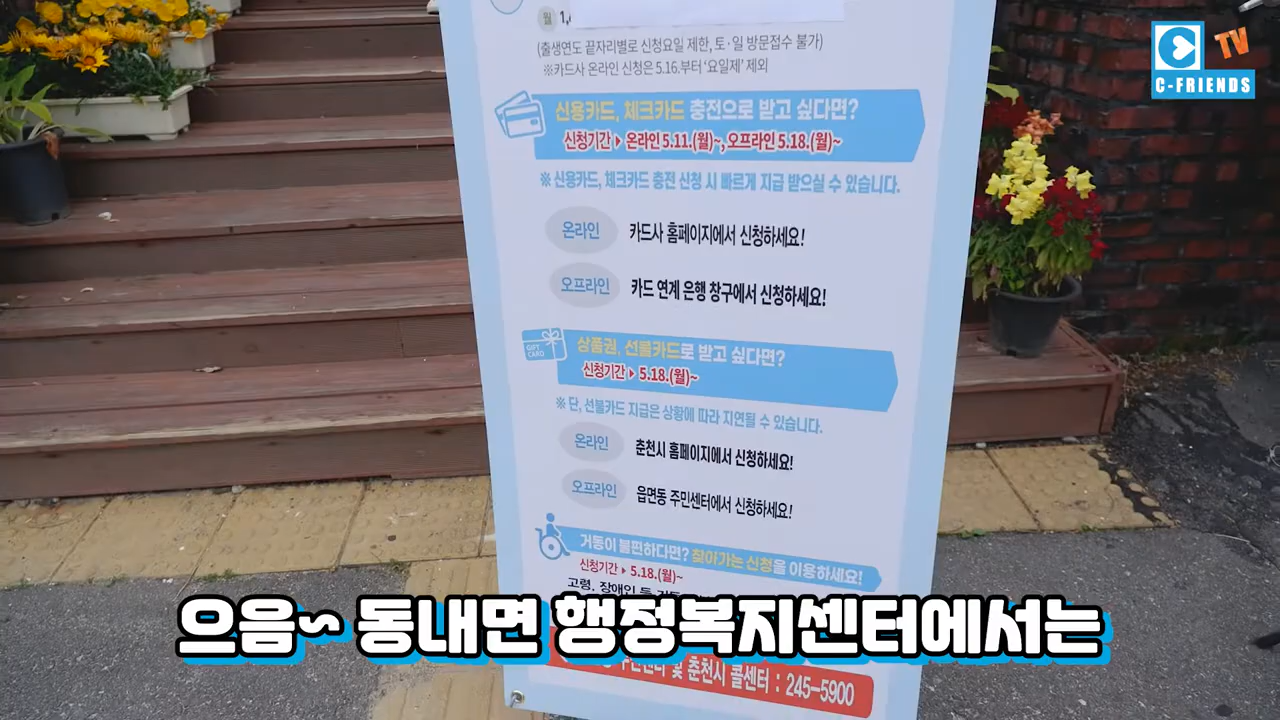 월 1,
(출생연도 끝자리별로 신청요일 제한, 토·일 방문접수 불가)
※카드사 온라인 신청은 5.16.부터 '요일제' 제외
C-FRIENDS TV
신용카드, 체크카드 충전으로 받고 싶다면?
신청기간 ▸ 온라인 5.11.(월)~, 오프라인 5.18.(월)~
※ 신용카드, 체크카드 충전 신청 시 빠르게 지급 받으실 수 있습니다.
온라인 카드사 홈페이지에서 신청하세요!
오프라인 카드 연계 은행 창구에서 신청하세요!
GIFT CARD
상품권, 선불카드로 받고 싶다면?
신청기간 ▸ 5.18.(월)~
※ 단, 선불카드 지급은 상황에 따라 지연될 수 있습니다.
온라인 춘천시 홈페이지에서 신청하세요!
오프라인 읍면동 주민센터에서 신청하세요!
거동이 불편하다면? 찾아가는 신청을 이용하세요!
신청기간 ▸ 5.18.(월)~
고령, 장애인 등
으음~ 동내면 행정복지센터에서는
및 춘천시 콜센터 : 245-5900